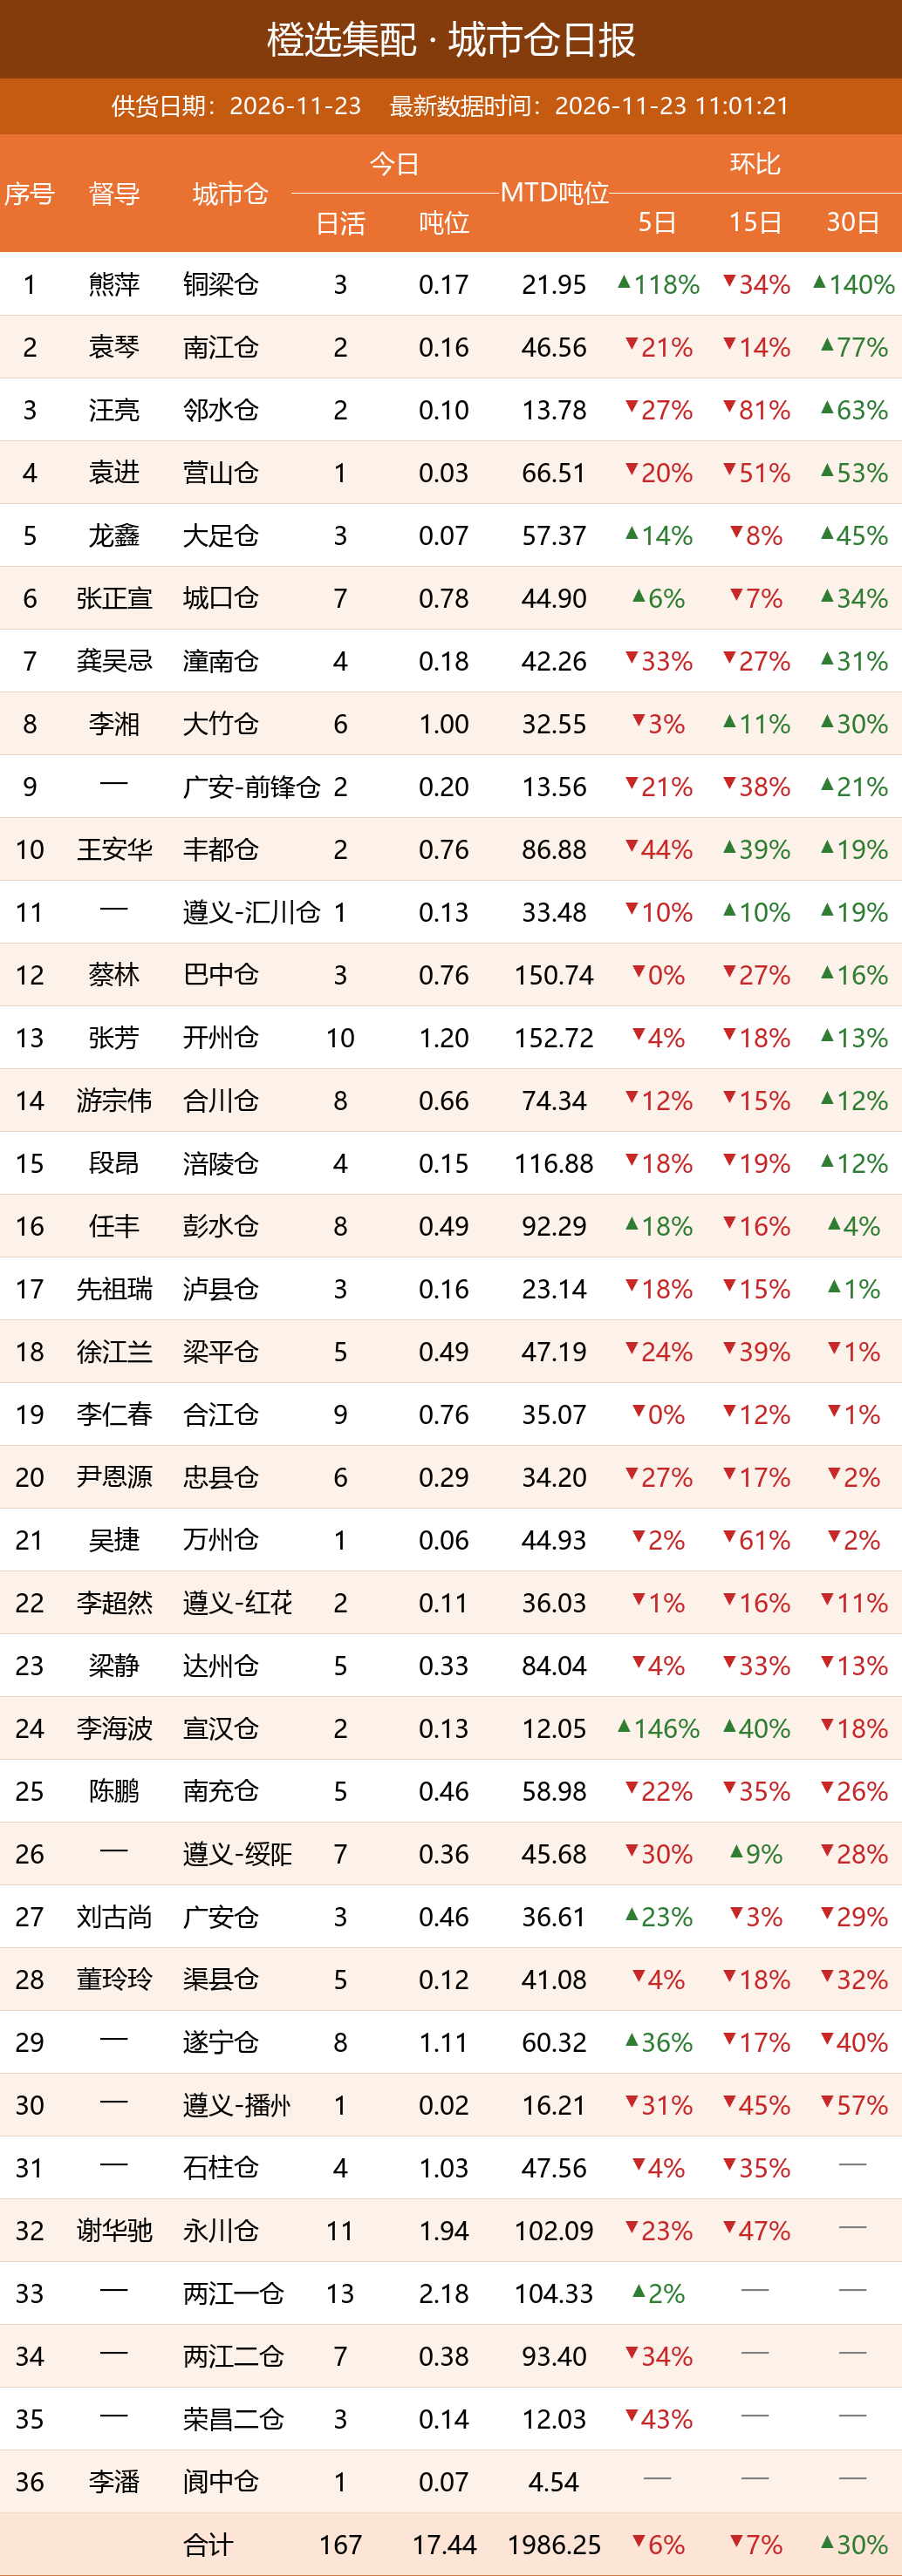 橙选集配 · 城市仓日报
供货日期：2026-11-23 最新数据时间：2026-11-23 11:01:21
序号 督导 城市仓 今日 MTD吨位 环比
日活 吨位 5日 15日 30日
1 熊萍 铜梁仓 3 0.17 21.95 ▲118% ▼34% ▲140%
2 袁琴 南江仓 2 0.16 46.56 ▼21% ▼14% ▲77%
3 汪亮 邻水仓 2 0.10 13.78 ▼27% ▼81% ▲63%
4 袁进 营山仓 1 0.03 66.51 ▼20% ▼51% ▲53%
5 龙鑫 大足仓 3 0.07 57.37 ▲14% ▼8% ▲45%
6 张正宣 城口仓 7 0.78 44.90 ▲6% ▼7% ▲34%
7 龚吴忌 潼南仓 4 0.18 42.26 ▼33% ▼27% ▲31%
8 李湘 大竹仓 6 1.00 32.55 ▼3% ▲11% ▲30%
9 — 广安-前锋仓 2 0.20 13.56 ▼21% ▼38% ▲21%
10 王安华 丰都仓 2 0.76 86.88 ▼44% ▲39% ▲19%
11 — 遵义-汇川仓 1 0.13 33.48 ▼10% ▲10% ▲19%
12 蔡林 巴中仓 3 0.76 150.74 ▼0% ▼27% ▲16%
13 张芳 开州仓 10 1.20 152.72 ▼4% ▼18% ▲13%
14 游宗伟 合川仓 8 0.66 74.34 ▼12% ▼15% ▲12%
15 段昂 涪陵仓 4 0.15 116.88 ▼18% ▼19% ▲12%
16 任丰 彭水仓 8 0.49 92.29 ▲18% ▼16% ▲4%
17 先祖瑞 泸县仓 3 0.16 23.14 ▼18% ▼15% ▲1%
18 徐江兰 梁平仓 5 0.49 47.19 ▼24% ▼39% ▼1%
19 李仁春 合江仓 9 0.76 35.07 ▼0% ▼12% ▼1%
20 尹恩源 忠县仓 6 0.29 34.20 ▼27% ▼17% ▼2%
21 吴捷 万州仓 1 0.06 44.93 ▼2% ▼61% ▼2%
22 李超然 遵义-红花 2 0.11 36.03 ▼1% ▼16% ▼11%
23 梁静 达州仓 5 0.33 84.04 ▼4% ▼33% ▼13%
24 李海波 宣汉仓 2 0.13 12.05 ▲146% ▲40% ▼18%
25 陈鹏 南充仓 5 0.46 58.98 ▼22% ▼35% ▼26%
26 — 遵义-绥阳 7 0.36 45.68 ▼30% ▲9% ▼28%
27 刘古尚 广安仓 3 0.46 36.61 ▲23% ▼3% ▼29%
28 董玲玲 渠县仓 5 0.12 41.08 ▼4% ▼18% ▼32%
29 — 遂宁仓 8 1.11 60.32 ▲36% ▼17% ▼40%
30 — 遵义-播州 1 0.02 16.21 ▼31% ▼45% ▼57%
31 — 石柱仓 4 1.03 47.56 ▼4% ▼35% —
32 谢华驰 永川仓 11 1.94 102.09 ▼23% ▼47% —
33 — 两江一仓 13 2.18 104.33 ▲2% — —
34 — 两江二仓 7 0.38 93.40 ▼34% — —
35 — 荣昌二仓 3 0.14 12.03 ▼43% — —
36 李潘 阆中仓 1 0.07 4.54 — — —
合计 167 17.44 1986.25 ▼6% ▼7% ▲30%